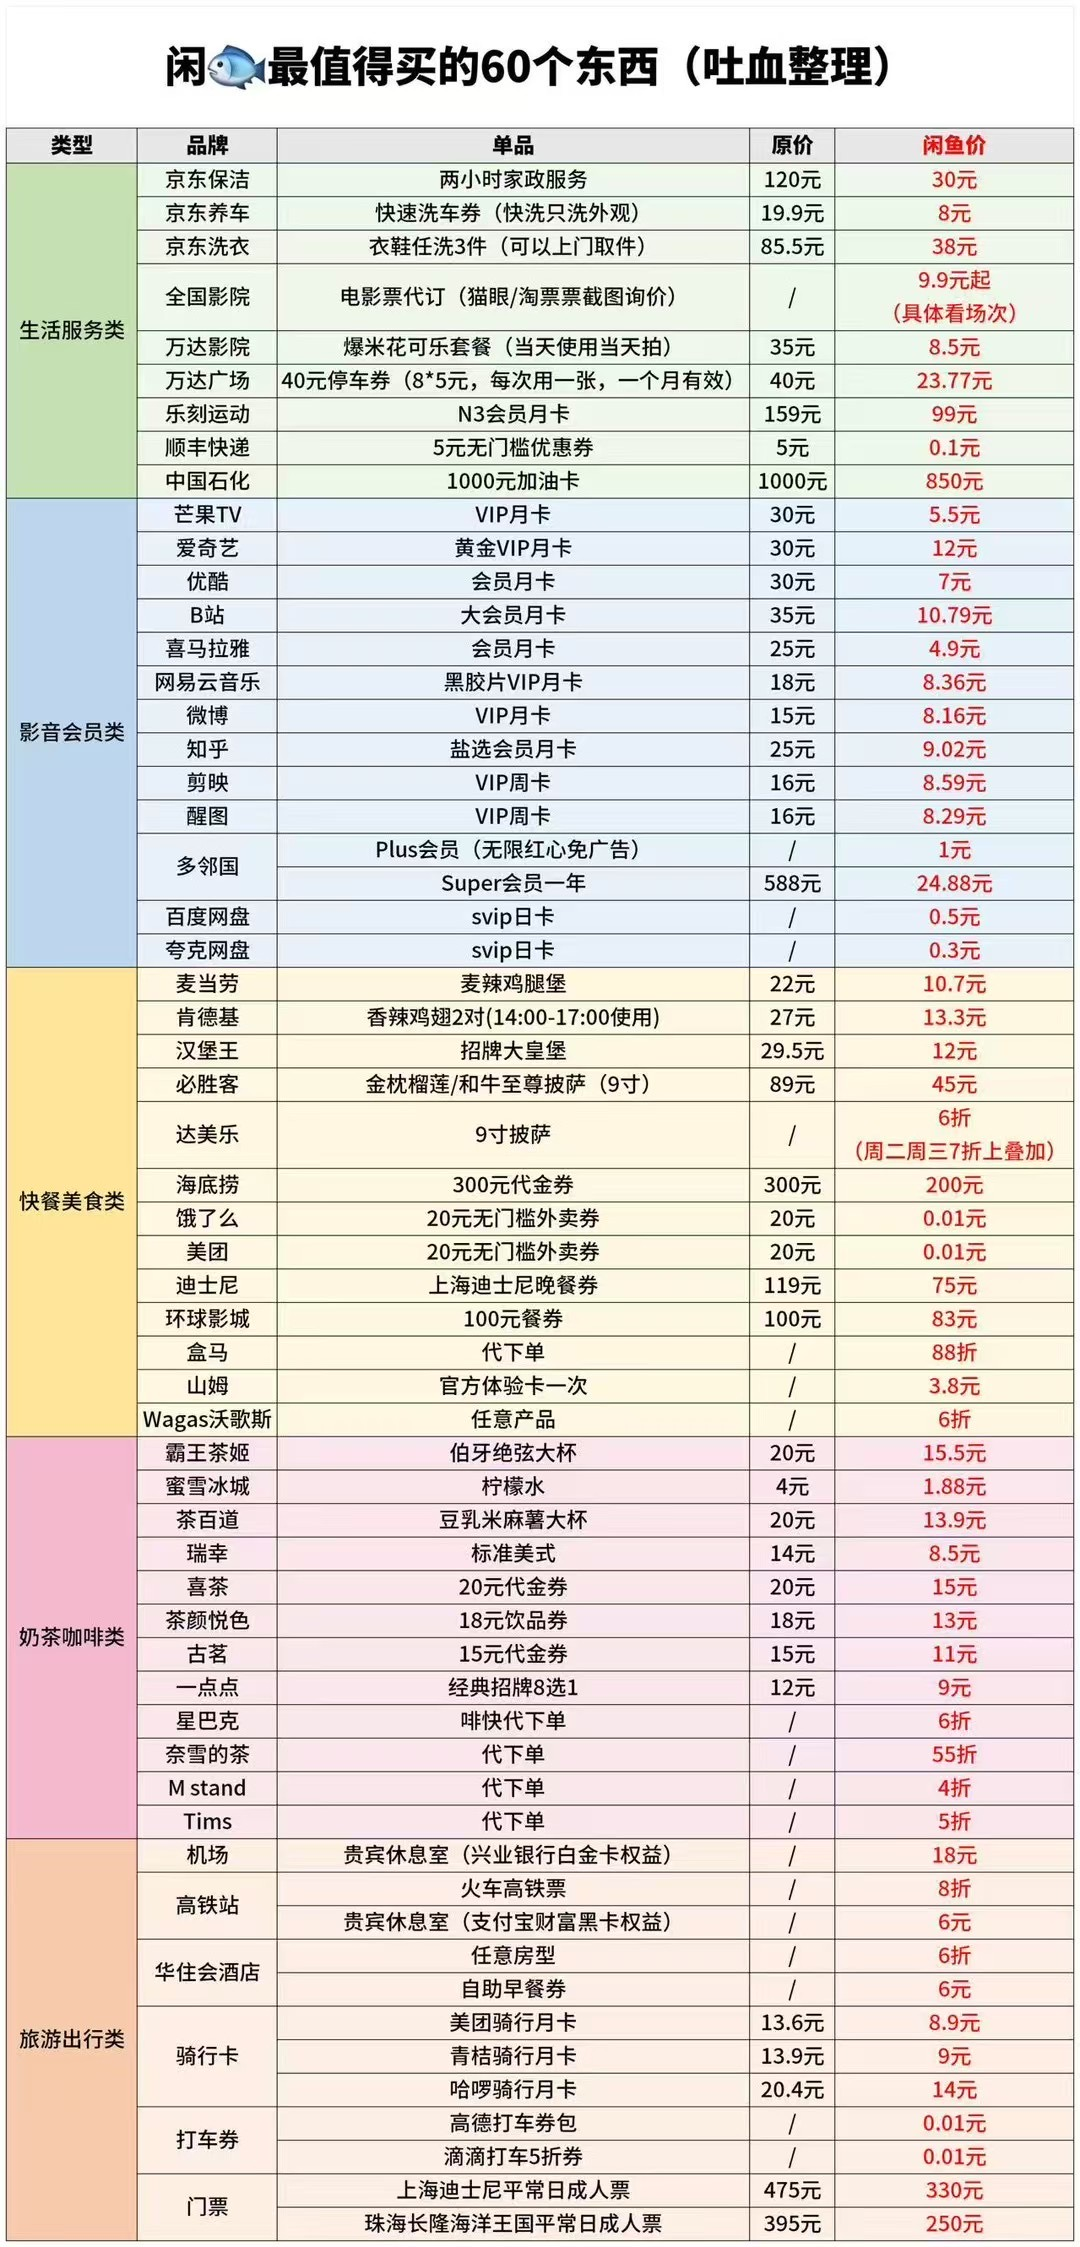 闲🐟最值得买的60个东西（吐血整理）
类型 品牌 单品 原价 闲鱼价
生活服务类
京东保洁 两小时家政服务 120元 30元
京东养车 快速洗车券（快洗只洗外观） 19.9元 8元
京东洗衣 衣鞋任洗3件（可以上门取件） 85.5元 38元
全国影院 电影票代订（猫眼/淘票票截图询价） / 9.9元起
（具体看场次）
万达影院 爆米花可乐套餐（当天使用当天拍） 35元 8.5元
万达广场 40元停车券（8*5元，每次用一张，一个月有效） 40元 23.77元
乐刻运动 N3会员月卡 159元 99元
顺丰快递 5元无门槛优惠券 5元 0.1元
中国石化 1000元加油卡 1000元 850元
影音会员类
芒果TV VIP月卡 30元 5.5元
爱奇艺 黄金VIP月卡 30元 12元
优酷 会员月卡 30元 7元
B站 大会员月卡 35元 10.79元
喜马拉雅 会员月卡 25元 4.9元
网易云音乐 黑胶片VIP月卡 18元 8.36元
微博 VIP月卡 15元 8.16元
知乎 盐选会员月卡 25元 9.02元
剪映 VIP周卡 16元 8.59元
醒图 VIP周卡 16元 8.29元
多邻国 Plus会员（无限红心免广告） / 1元
Super会员一年 588元 24.88元
百度网盘 svip日卡 / 0.5元
夸克网盘 svip日卡 / 0.3元
快餐美食类
麦当劳 麦辣鸡腿堡 22元 10.7元
肯德基 香辣鸡翅2对(14:00-17:00使用) 27元 13.3元
汉堡王 招牌大皇堡 29.5元 12元
必胜客 金枕榴莲/和牛至尊披萨（9寸） 89元 45元
达美乐 9寸披萨 / 6折
（周二周三7折上叠加）
海底捞 300元代金券 300元 200元
饿了么 20元无门槛外卖券 20元 0.01元
美团 20元无门槛外卖券 20元 0.01元
迪士尼 上海迪士尼晚餐券 119元 75元
环球影城 100元餐券 100元 83元
盒马 代下单 / 88折
山姆 官方体验卡一次 / 3.8元
Wagas沃歌斯 任意产品 / 6折
奶茶咖啡类
霸王茶姬 伯牙绝弦大杯 20元 15.5元
蜜雪冰城 柠檬水 4元 1.88元
茶百道 豆乳米麻薯大杯 20元 13.9元
瑞幸 标准美式 14元 8.5元
喜茶 20元代金券 20元 15元
茶颜悦色 18元饮品券 18元 13元
古茗 15元代金券 15元 11元
一点点 经典招牌8选1 12元 9元
星巴克 啡快代下单 / 6折
奈雪的茶 代下单 / 55折
M stand 代下单 / 4折
Tims 代下单 / 5折
旅游出行类
机场 贵宾休息室（兴业银行白金卡权益） / 18元
高铁站 火车高铁票 / 8折
贵宾休息室（支付宝财富黑卡权益） / 6元
华住会酒店 任意房型 / 6折
自助早餐券 / 6元
骑行卡 美团骑行月卡 13.6元 8.9元
青桔骑行月卡 13.9元 9元
哈啰骑行月卡 20.4元 14元
打车券 高德打车券包 / 0.01元
滴滴打车5折券 / 0.01元
门票 上海迪士尼平常日成人票 475元 330元
珠海长隆海洋王国平常日成人票 395元 250元